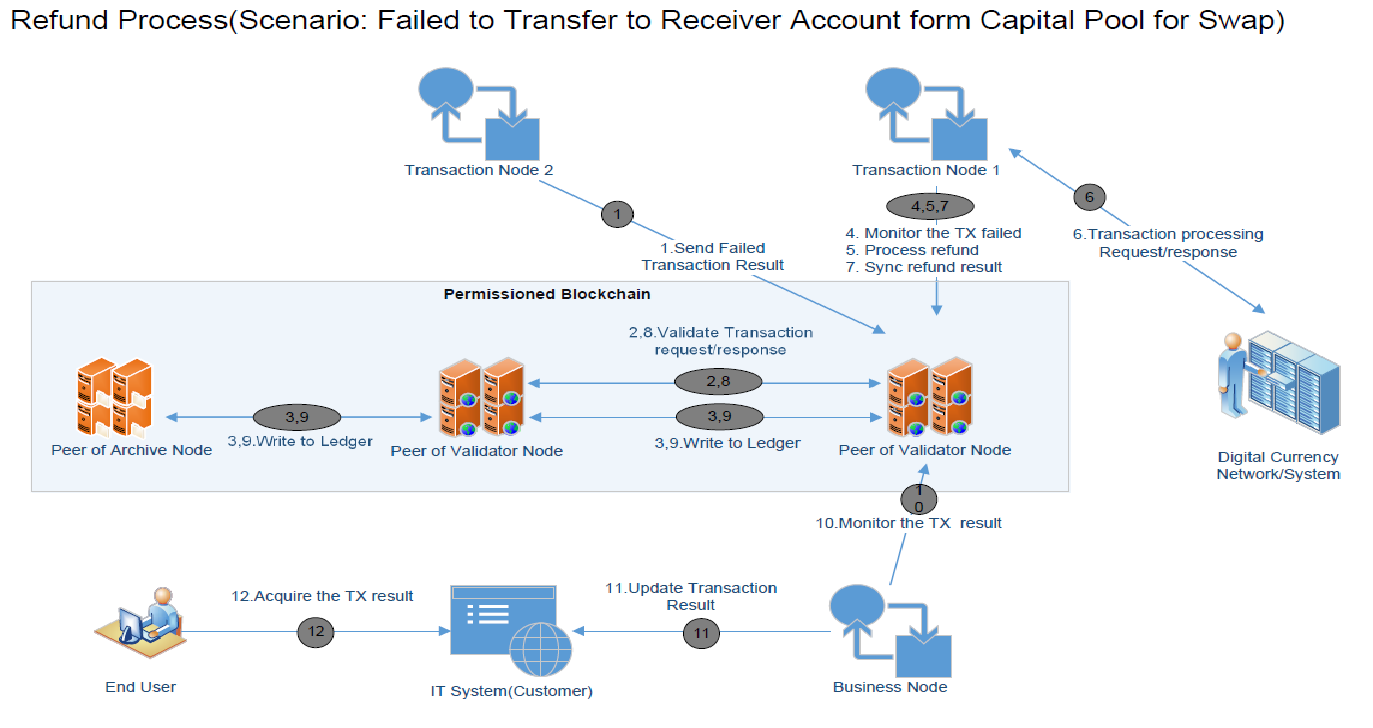 Refund Process(Scenario: Failed to Transfer to Receiver Account form Capital Pool for Swap)
Transaction Node 2
Transaction Node 1
1
4,5,7
6
1.Send Failed
Transaction Result
4. Monitor the TX failed
5. Process refund
7. Sync refund result
6.Transaction processing
Request/response
Permissioned Blockchain
2,8.Validate Transaction
request/response
2,8
3,9
3,9
3,9.Write to Ledger
3,9.Write to Ledger
Peer of Archive Node
Peer of Validator Node
Peer of Validator Node
Digital Currency
Network/System
1
0
10.Monitor the TX result
12.Acquire the TX result
11.Update Transaction
Result
12
11
End User
IT System(Customer)
Business Node